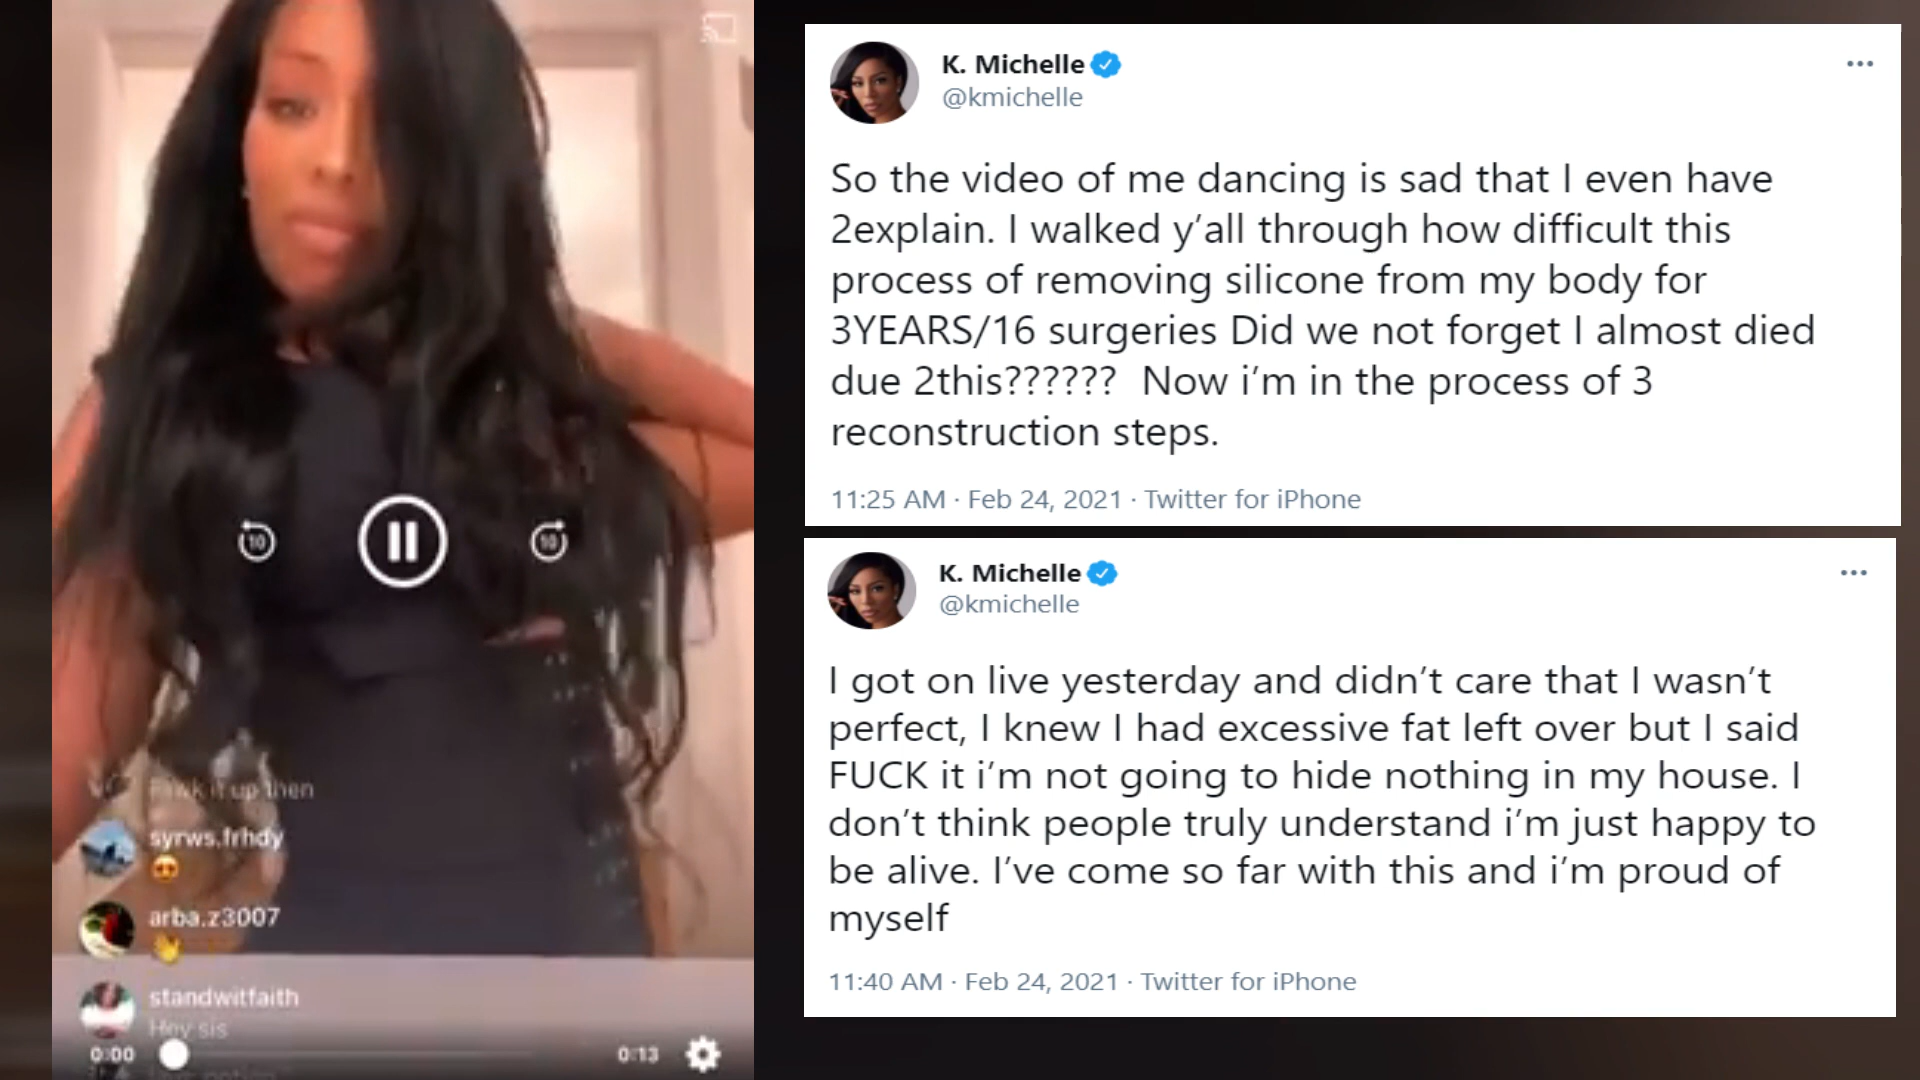 10
10
it up then
syrws.frhdy
😍
arba.z3007
👋
standwitfaith
Hey sis
0:00
0:13
K. Michelle
@kmichelle
So the video of me dancing is sad that I even have
2explain. I walked y’all through how difficult this
process of removing silicone from my body for
3YEARS/16 surgeries Did we not forget I almost died
due 2this?????? Now i’m in the process of 3
reconstruction steps.
11:25 AM · Feb 24, 2021 · Twitter for iPhone
K. Michelle
@kmichelle
I got on live yesterday and didn’t care that I wasn’t
perfect, I knew I had excessive fat left over but I said
FUCK it i’m not going to hide nothing in my house. I
don’t think people truly understand i’m just happy to
be alive. I’ve come so far with this and i’m proud of
myself
11:40 AM · Feb 24, 2021 · Twitter for iPhone